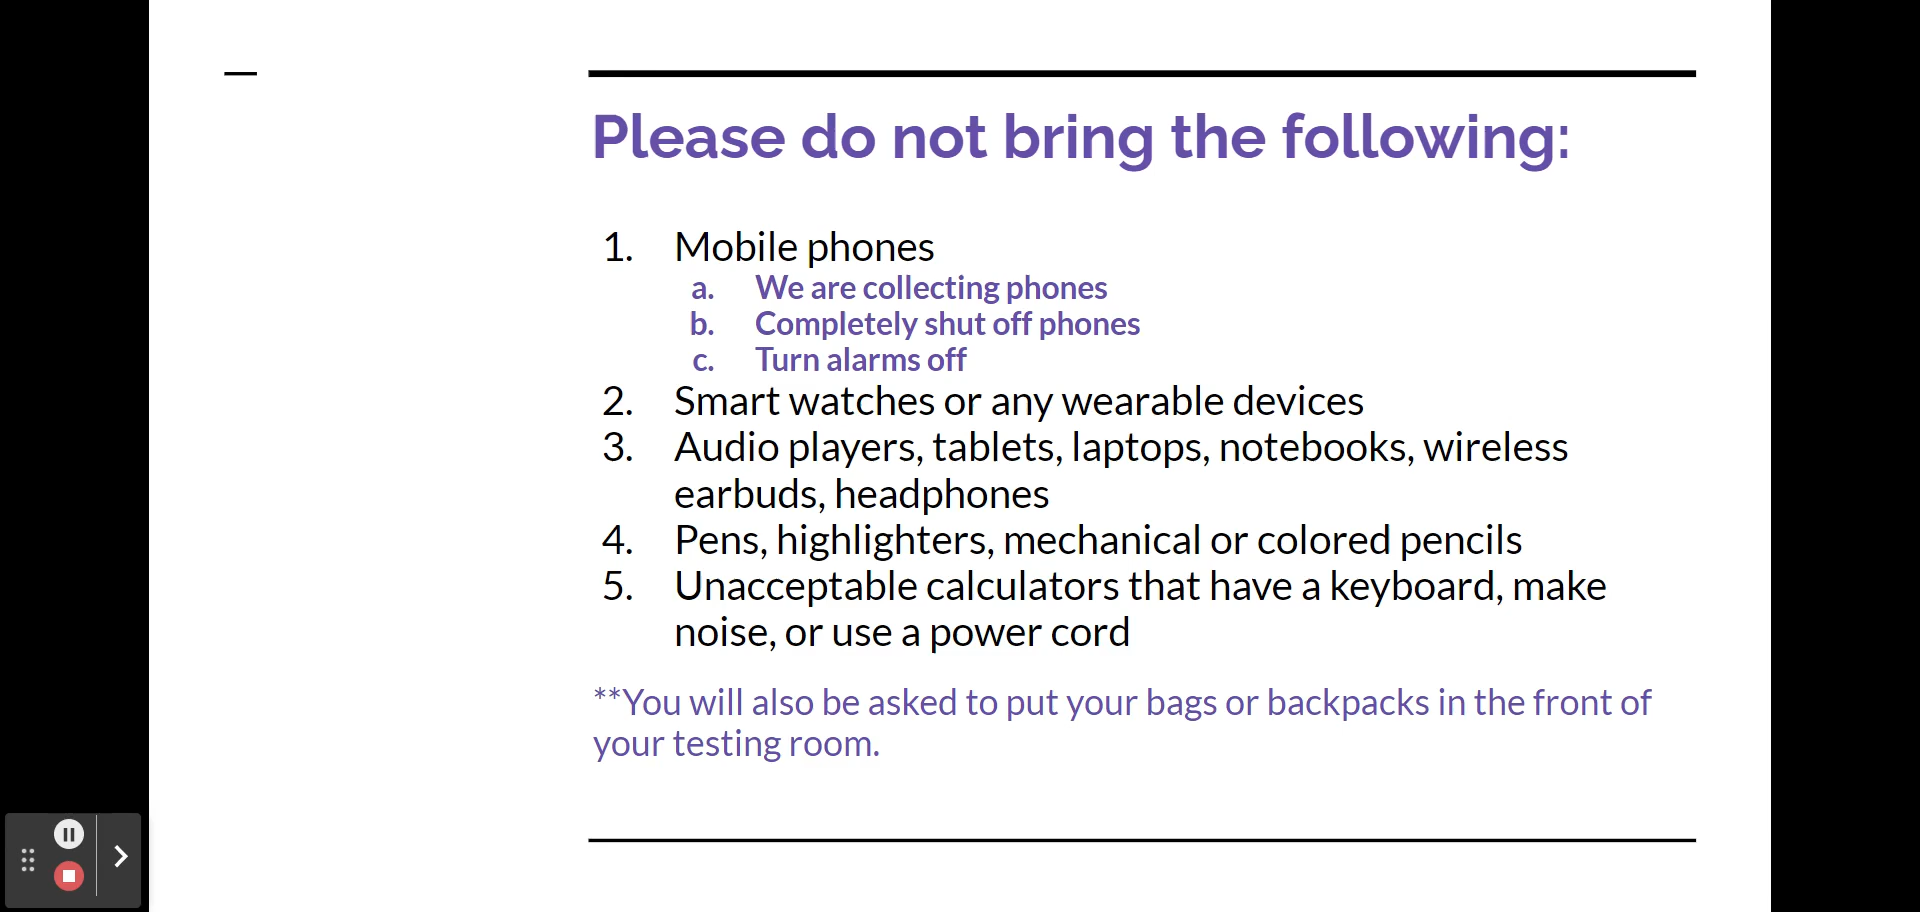 Please do not bring the following:
1. Mobile phones
a. We are collecting phones
b. Completely shut off phones
c. Turn alarms off
2. Smart watches or any wearable devices
3. Audio players, tablets, laptops, notebooks, wireless
earbuds, headphones
4. Pens, highlighters, mechanical or colored pencils
5. Unacceptable calculators that have a keyboard, make
noise, or use a power cord
**You will also be asked to put your bags or backpacks in the front of
your testing room.